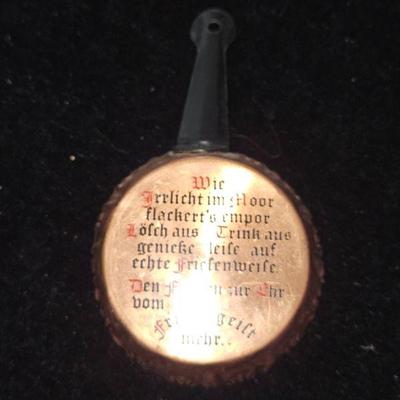 Wie
Irrlicht im Moor
flackert's empor
Lösch aus Trink aus
genieße leise auf
echte Friesenweise
Den zur Ehr
vom
mehr..